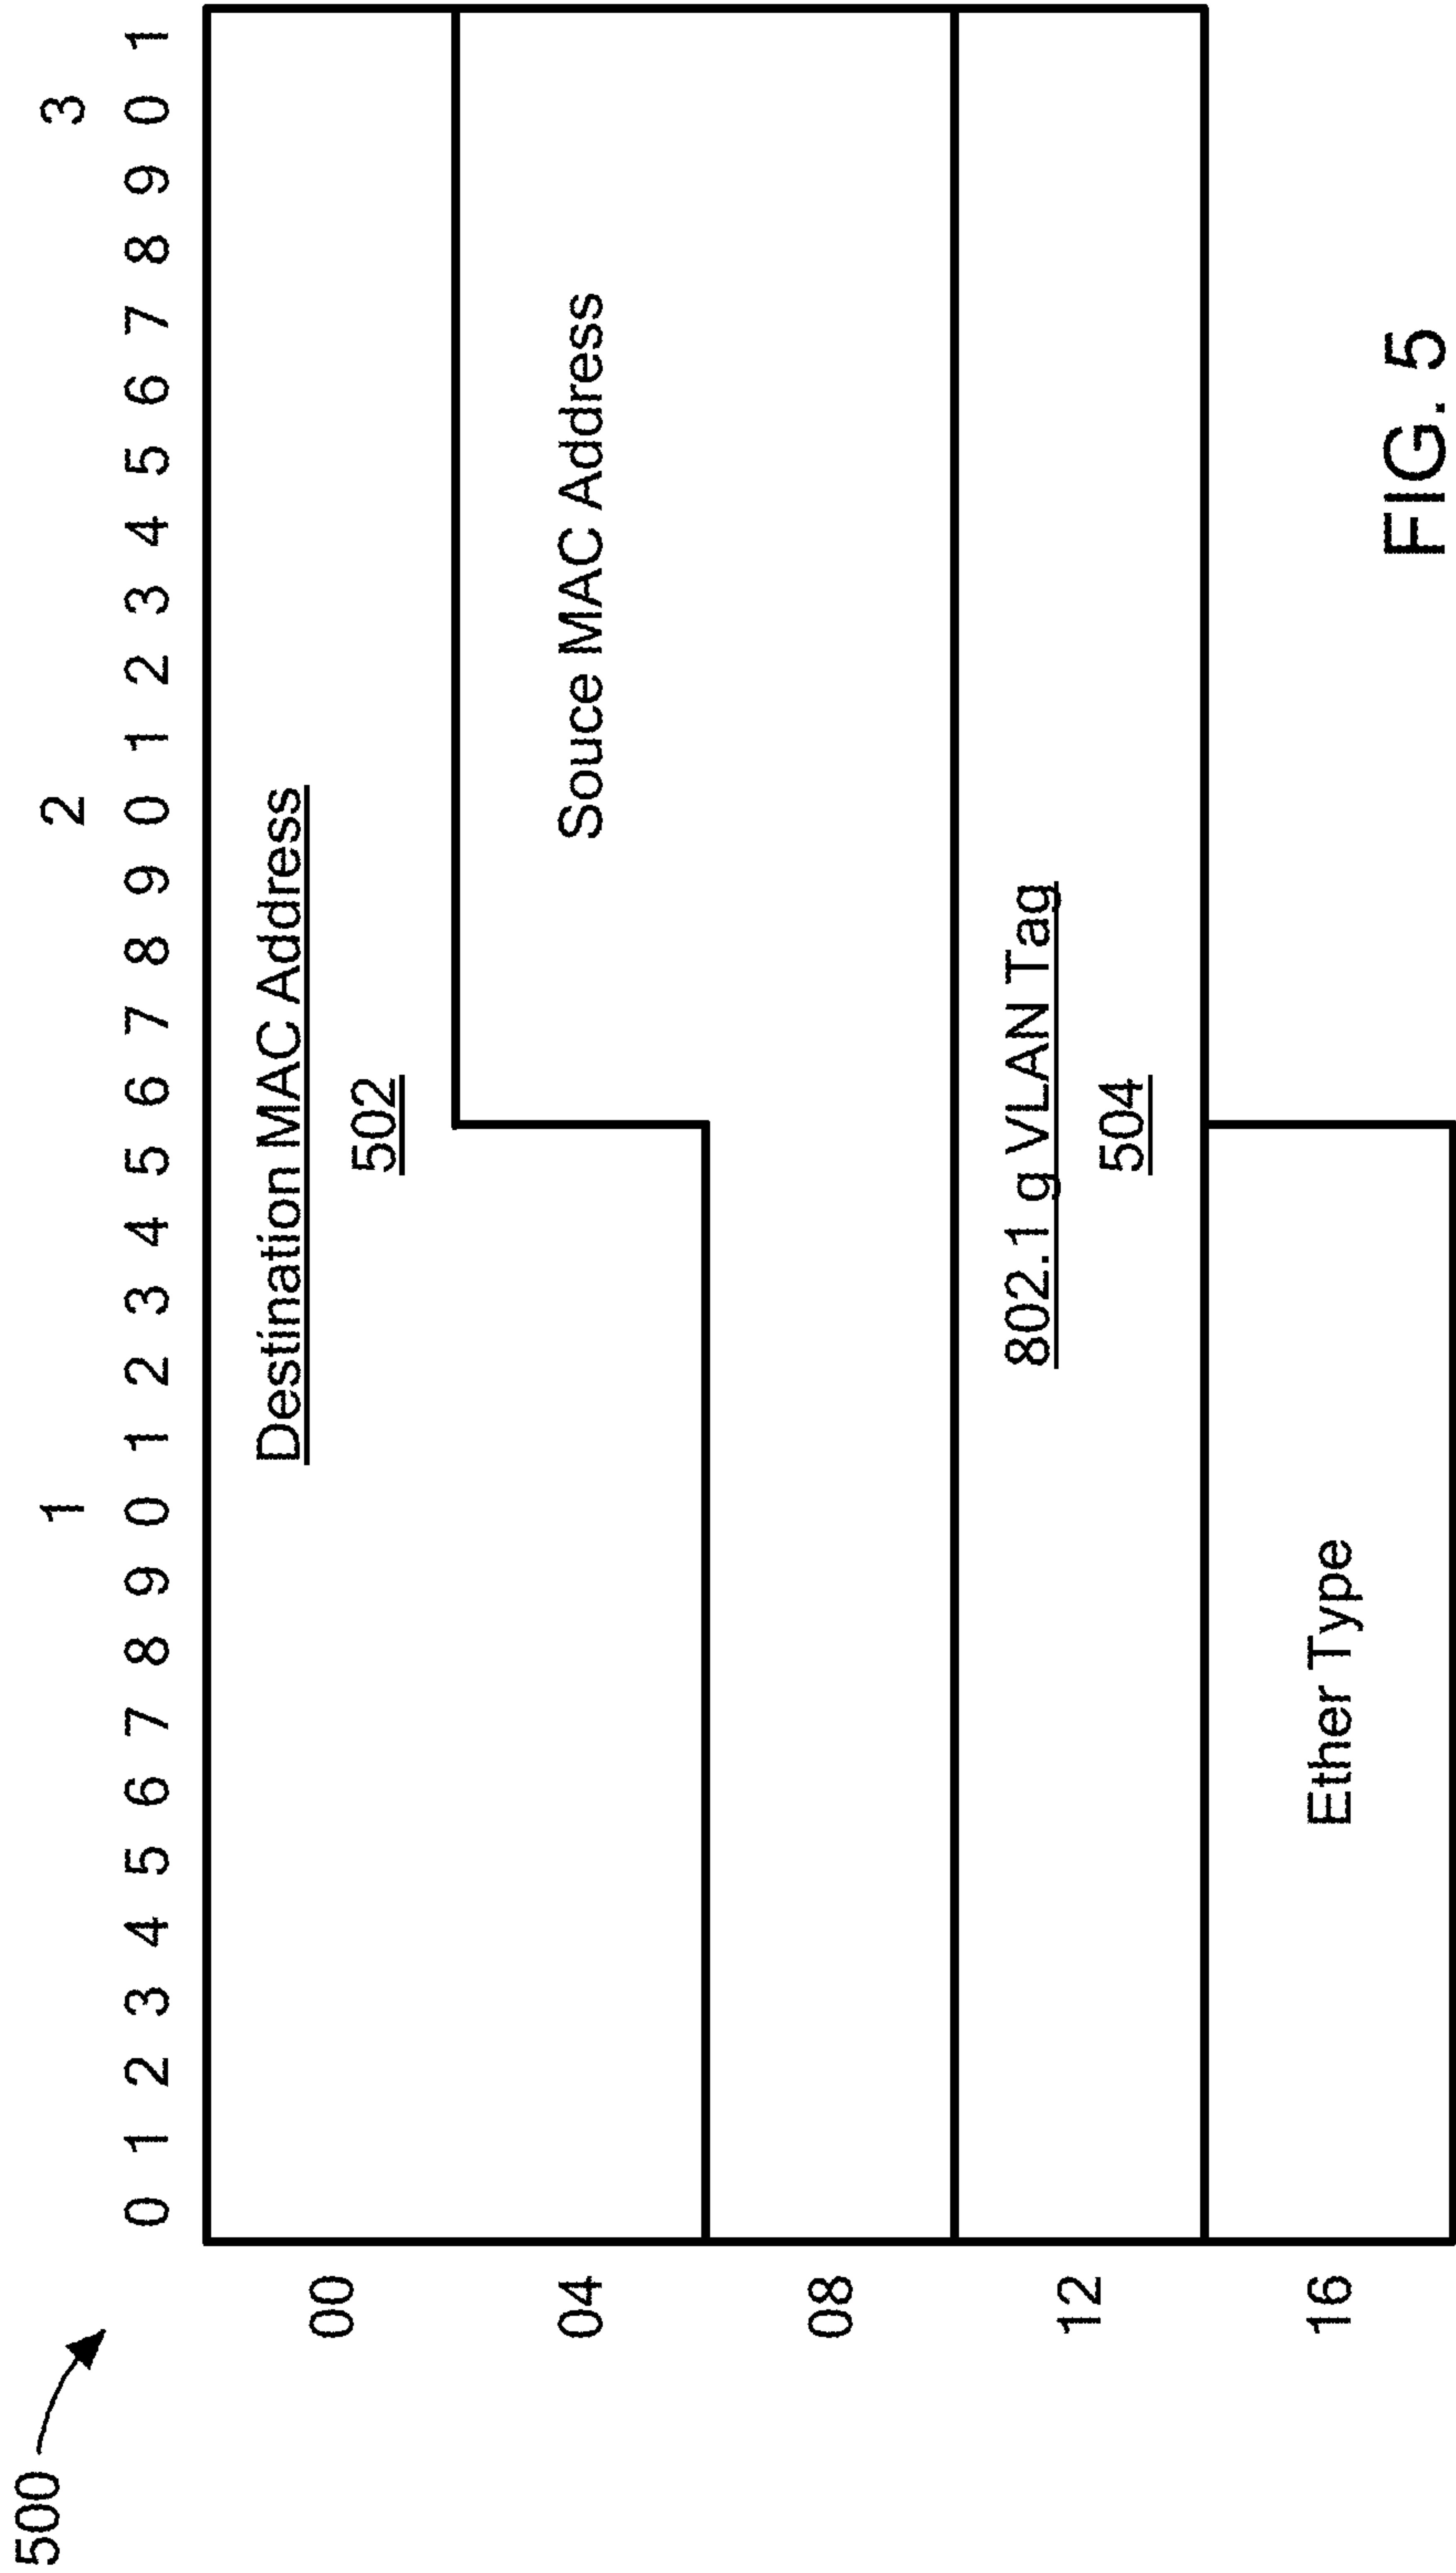 500
1 2 3
0 1 2 3 4 5 6 7 8 9 0 1 2 3 4 5 6 7 8 9 0 1 2 3 4 5 6 7 8 9 0 1
00
Destination MAC Address
502
04
Souce MAC Address
08
12
802.1 g VLAN Tag
504
16
Ether Type
FIG. 5